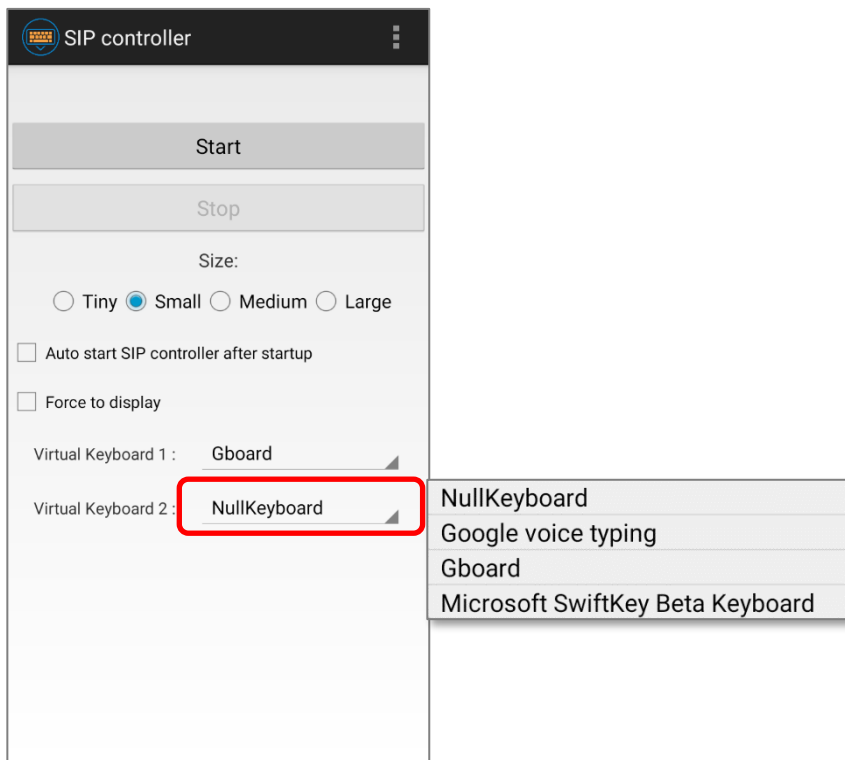 SIP controller
Start
Stop
Size:
Tiny Small Medium Large
Auto start SIP controller after startup
Force to display
Virtual Keyboard 1 : Gboard
Virtual Keyboard 2 : NullKeyboard
NullKeyboard
Google voice typing
Gboard
Microsoft SwiftKey Beta Keyboard